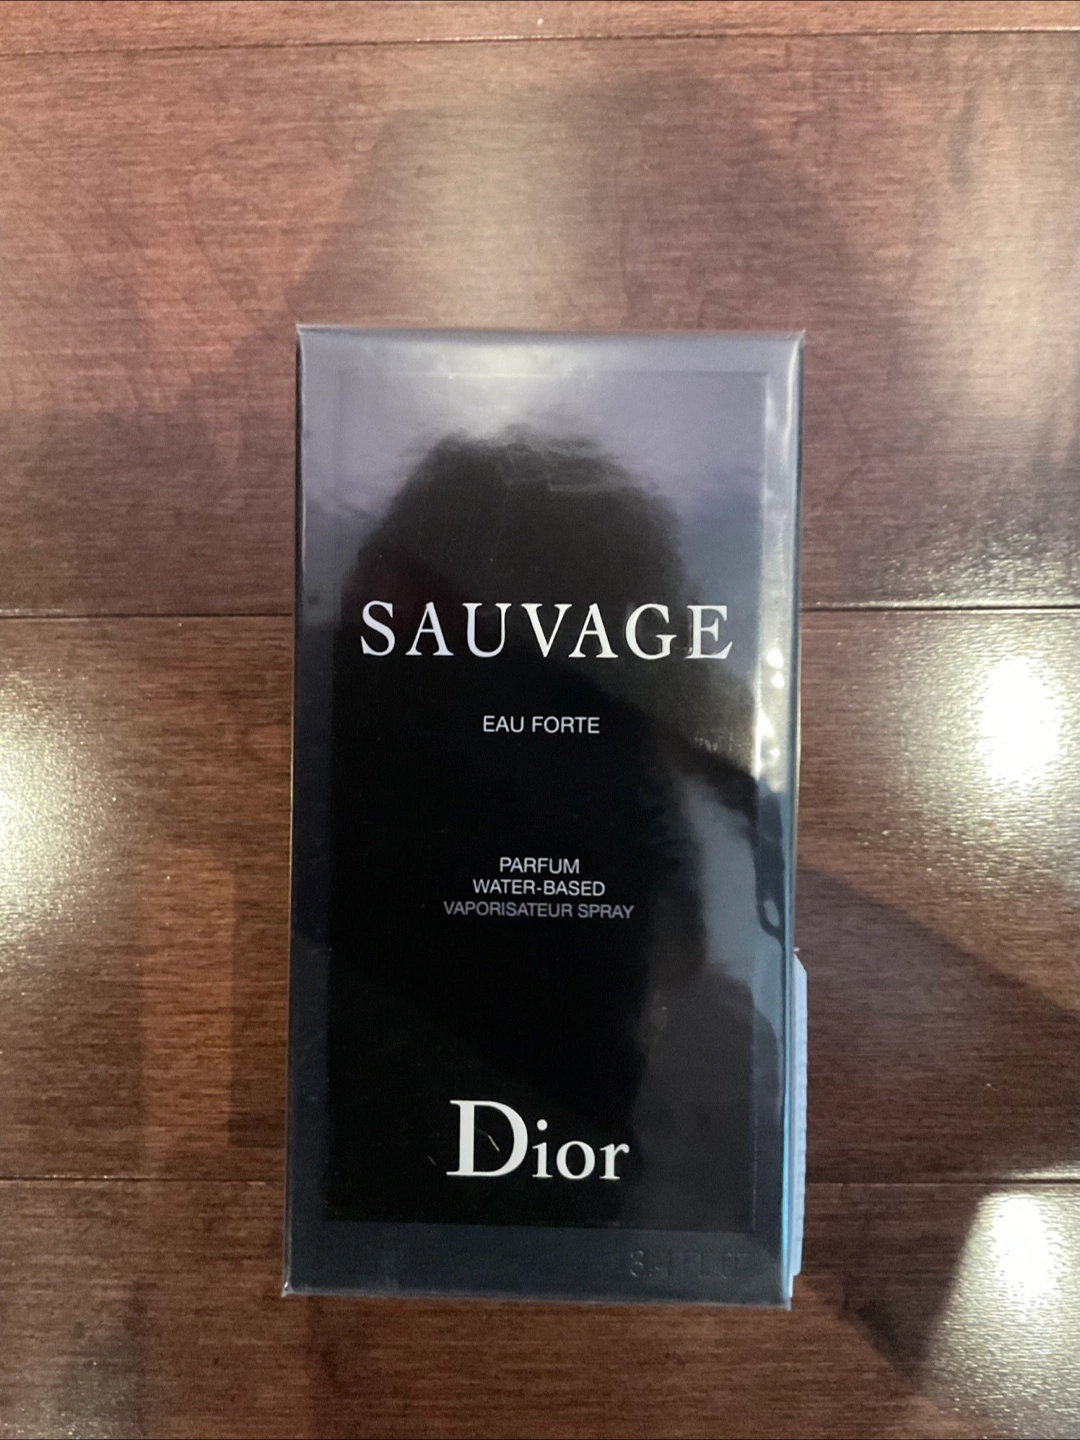 SAUVAGE
EAU FORTE
PARFUM
WATER-BASED
VAPORISATEUR SPRAY
Dior